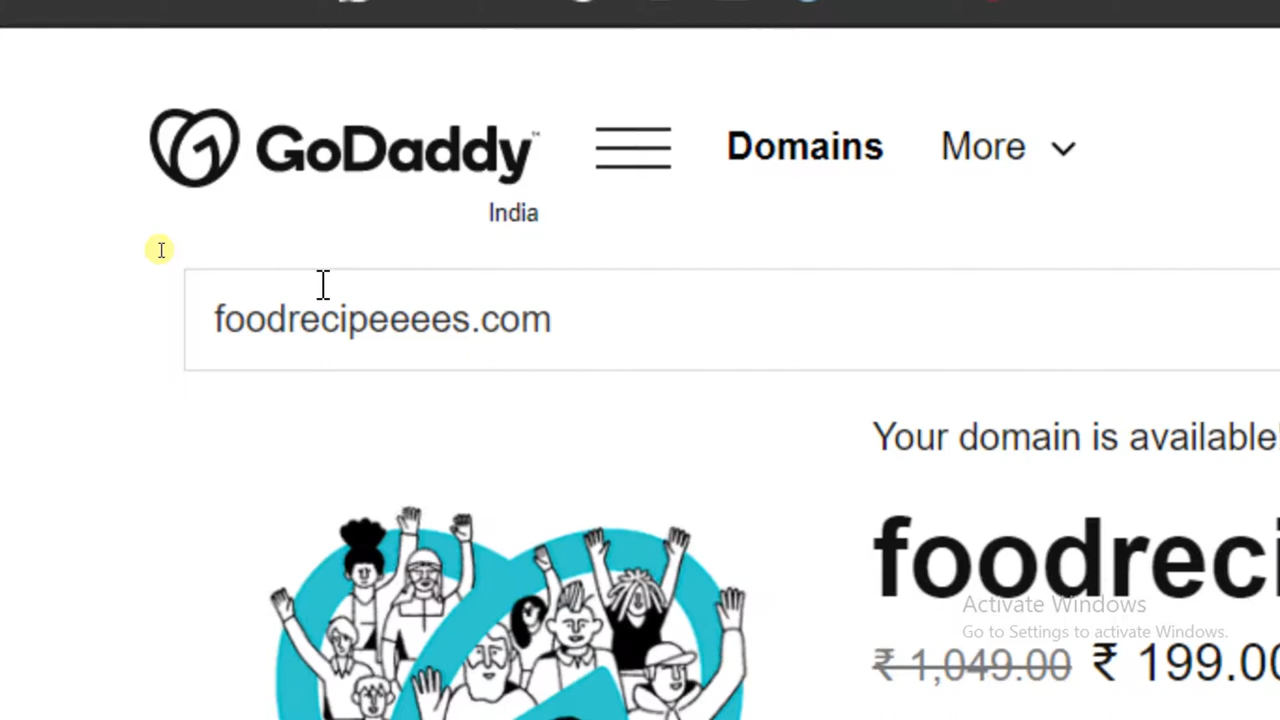 GoDaddy™
Domains
More
India
foodrecipeeees.com
Your domain is available!
foodreci
Activate Windows
Go to Settings to activate Windows.
₹ 1,049.00 ₹ 199.00